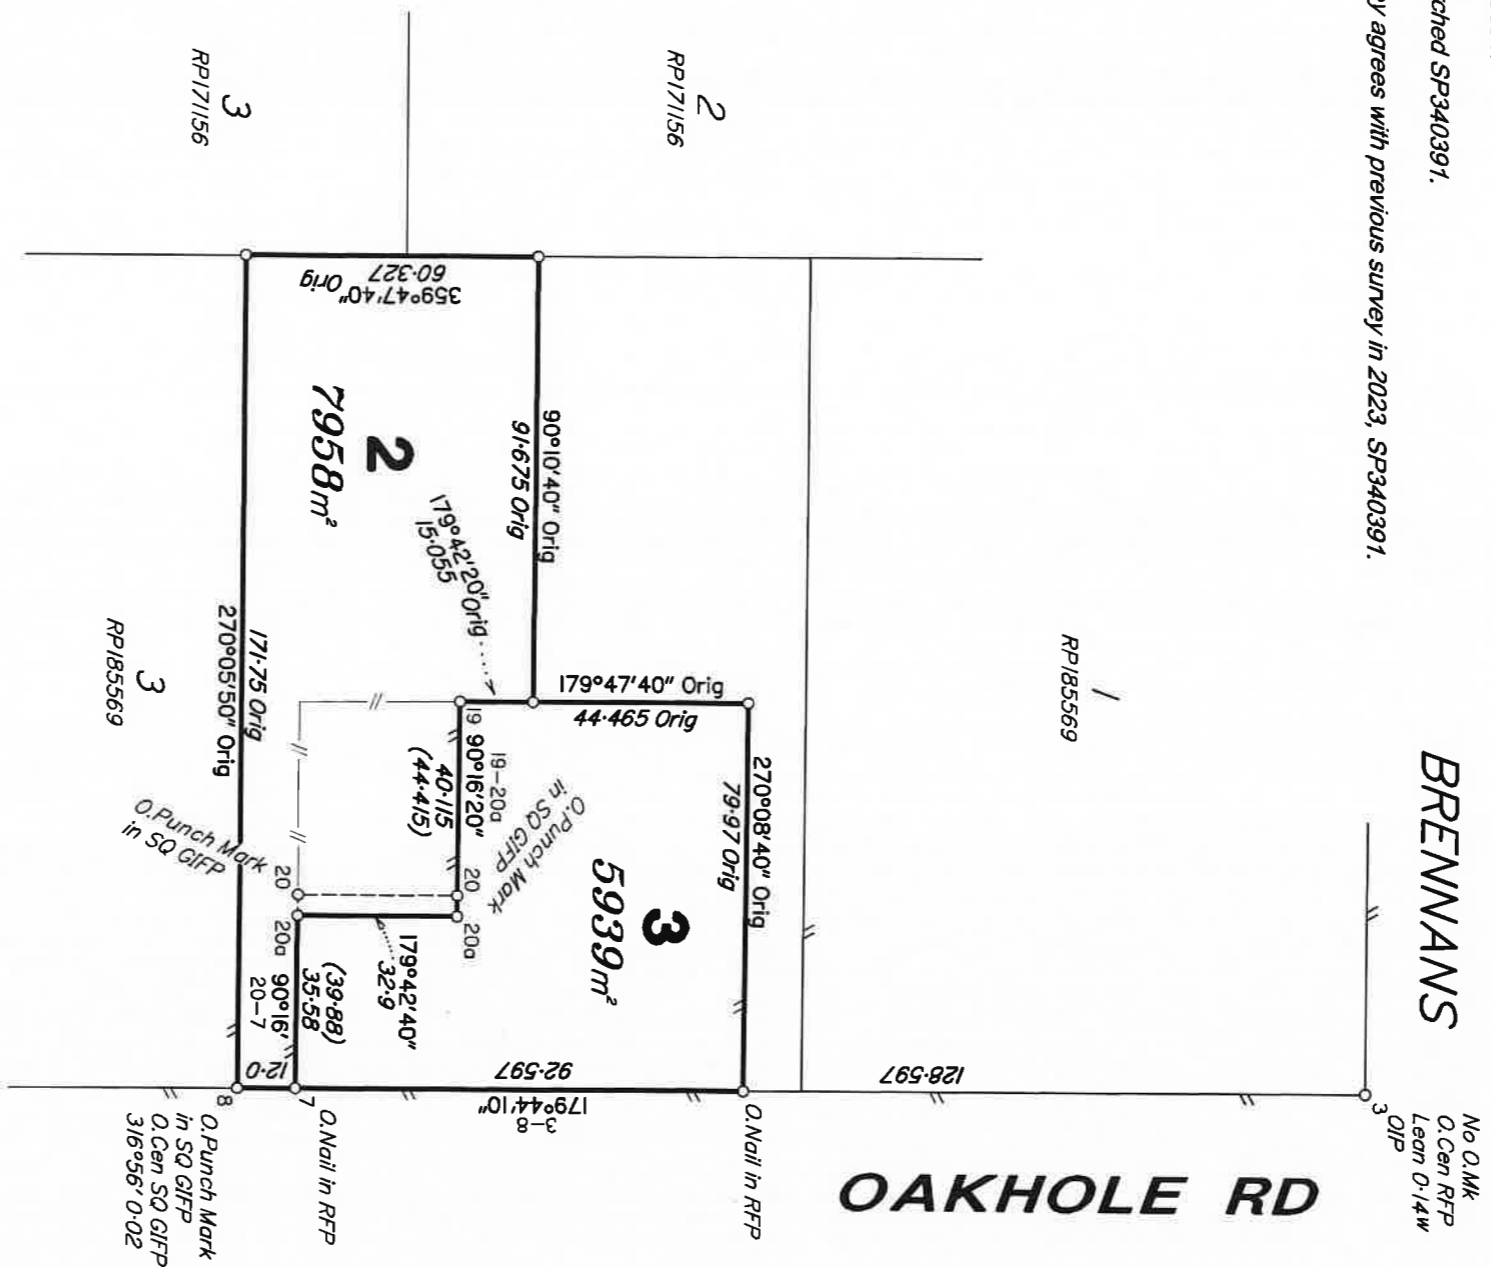 rched SP340391.
y agrees with previous survey in 2023, SP340391.
3
RP171156
2
RP171156
359°47'40"
60·327 Orig
90°10'40" Orig
91·675 Orig
2
7958m²
179°42'20" Orig
15·055
179°47'40" Orig
44·465 Orig
270°08'40" Orig
79·97 Orig
1
RP185569
BRENNANS
171·75 Orig
270°05'50" Orig
3
RP185569
19
19-20a
90°16'20"
40·115
(44·415)
O.Punch Mark
in SQ GIFP
20
20a
O.Punch Mark
in SQ GIFP
20
20a
3
5939m²
179°42'40"
32·9
(39·88)
35·58
90°16'
20-7
12·0
92·597
179°44'10"
3-8
128·597
8
7
O.Nail in RFP
O.Nail in RFP
O.Punch Mark
in SQ GIFP
O.Cen SQ GIFP
316°56' 0·02
3
OIP
No O.Mk
O.Cen RFP
Lean 0·14W
OAKHOLE RD